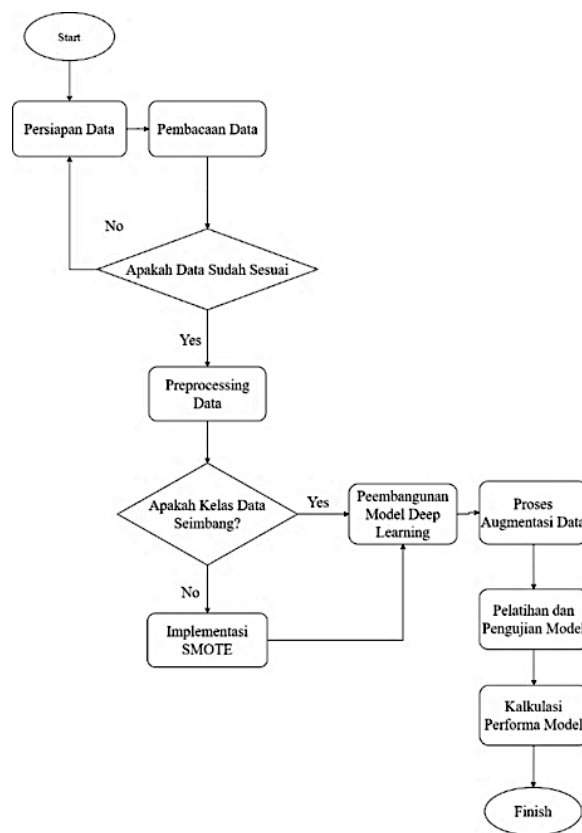 Start
Persiapan Data
Pembacaan Data
No
Apakah Data Sudah Sesuai
Yes
Preprocessing
Data
Apakah Kelas Data
Seimbang?
Yes
Peembangunan
Model Deep
Learning
Proses
Augmentasi Data
No
Implementasi
SMOTE
Pelatihan dan
Pengujian Model
Kalkulasi
Performa Model
Finish